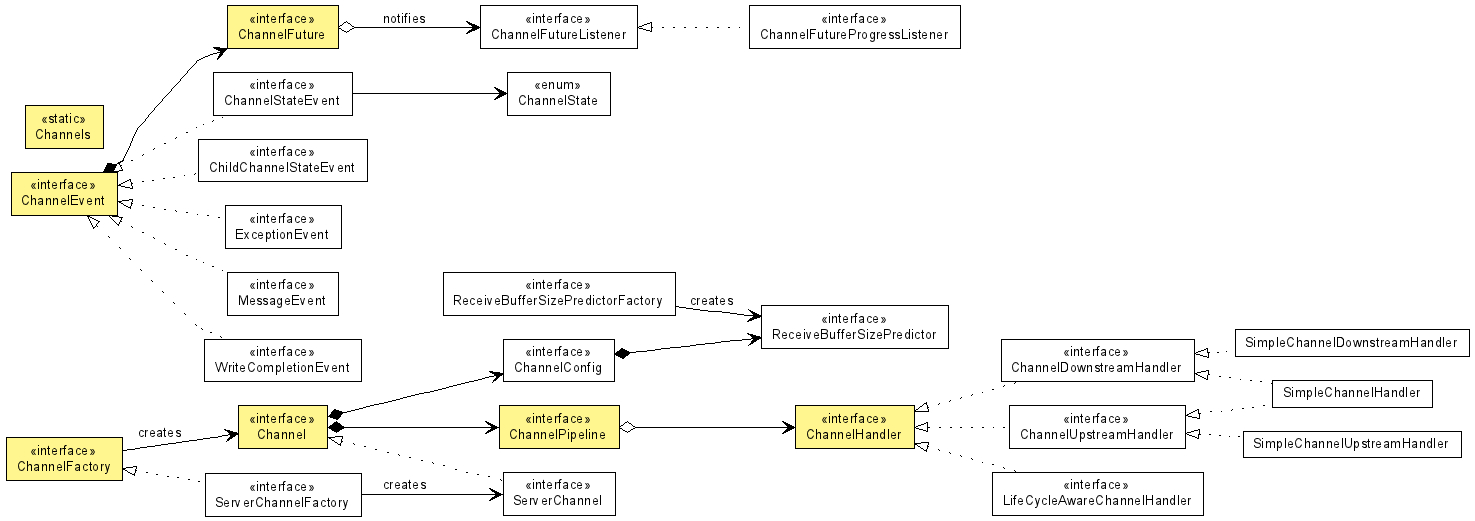 «interface»
ChannelFuture
notifies
«interface»
ChannelFutureListener
«interface»
ChannelFutureProgressListener
«interface»
ChannelStateEvent
«enum»
ChannelState
«static»
Channels
«interface»
ChildChannelStateEvent
«interface»
ChannelEvent
«interface»
ExceptionEvent
«interface»
MessageEvent
«interface»
WriteCompletionEvent
«interface»
ReceiveBufferSizePredictorFactory
creates
«interface»
ReceiveBufferSizePredictor
«interface»
ChannelConfig
«interface»
ChannelDownstreamHandler
SimpleChannelDownstreamHandler
SimpleChannelHandler
«interface»
ChannelFactory
creates
«interface»
Channel
«interface»
ChannelPipeline
«interface»
ChannelHandler
«interface»
ChannelUpstreamHandler
SimpleChannelUpstreamHandler
«interface»
ServerChannelFactory
creates
«interface»
ServerChannel
«interface»
LifeCycleAwareChannelHandler